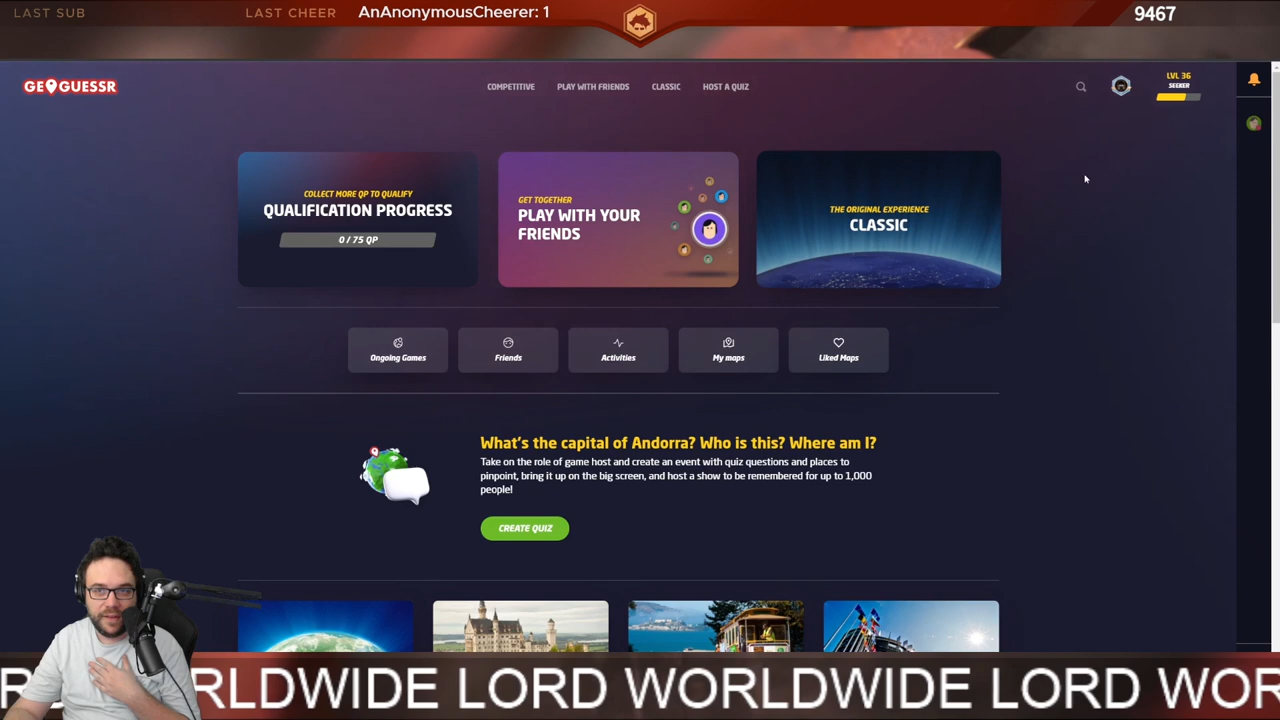 LAST SUB
LAST CHEER
AnAnonymousCheerer: 1
9467
GEOGUESSR
COMPETITIVE
PLAY WITH FRIENDS
CLASSIC
HOST A QUIZ
LVL 36
SEEKER
COLLECT MORE QP TO QUALIFY
QUALIFICATION PROGRESS
0 / 75 QP
GET TOGETHER
PLAY WITH YOUR
FRIENDS
THE ORIGINAL EXPERIENCE
CLASSIC
Ongoing Games
Friends
Activities
My maps
Liked Maps
What's the capital of Andorra? Who is this? Where am I?
Take on the role of game host and create an event with quiz questions and places to
pinpoint, bring it up on the big screen, and host a show to be remembered for up to 1,000
people!
CREATE QUIZ
RLDWIDE LORD WORLDWIDE LORD WOR